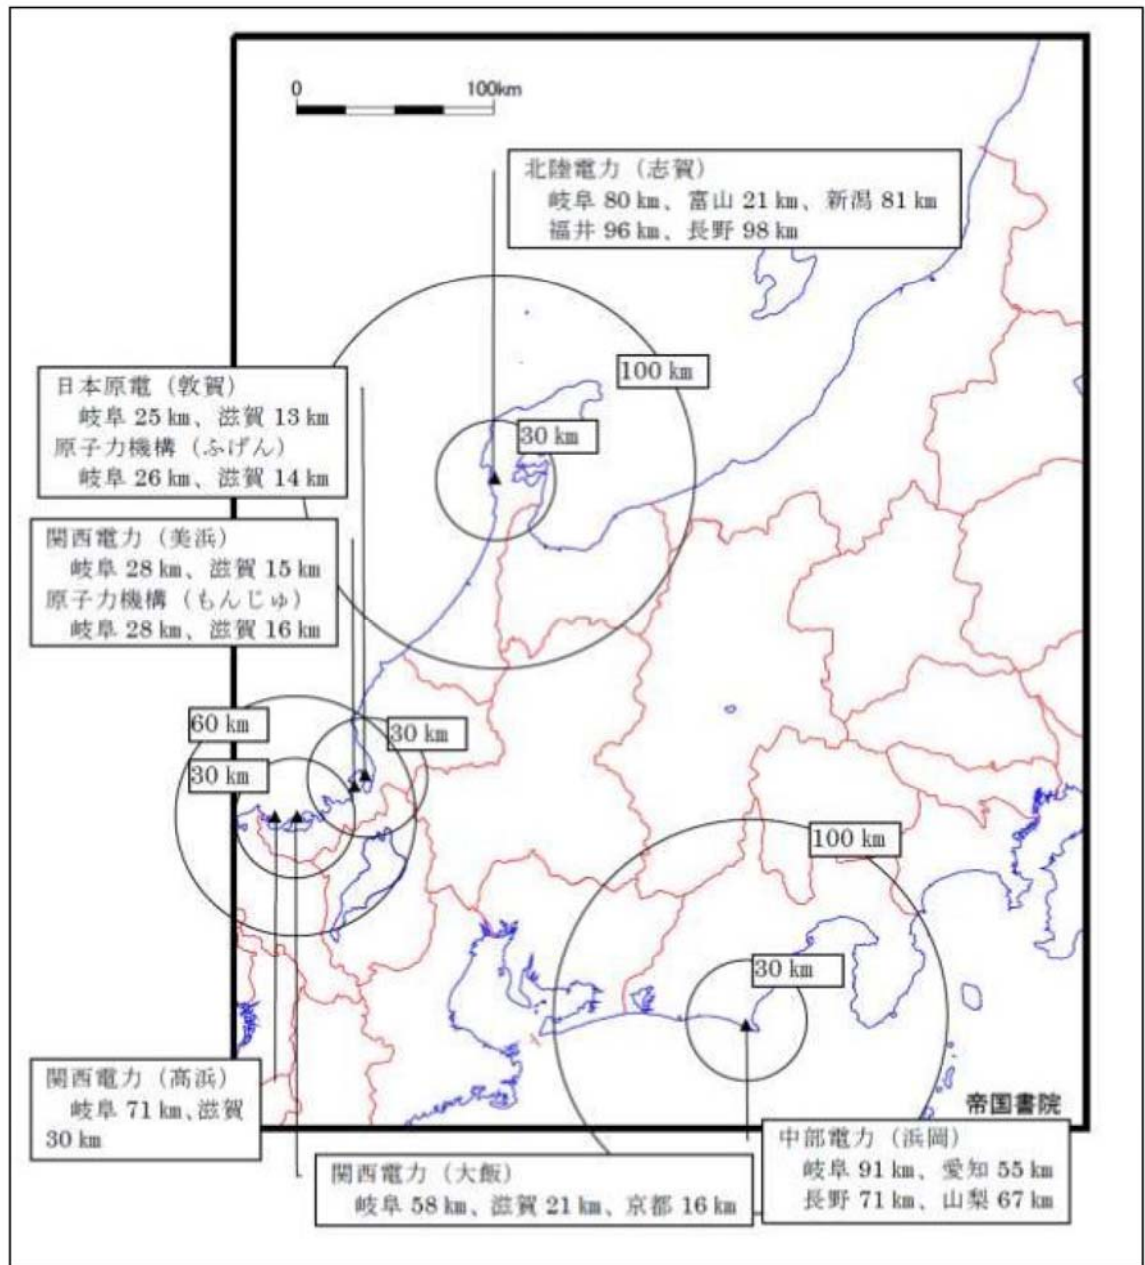 0 100km
北陸電力（志賀）
岐阜 80 ㎞、富山 21 ㎞、新潟 81 ㎞
福井 96 ㎞、長野 98 ㎞
100 ㎞
30 ㎞
日本原電（敦賀）
岐阜 25 ㎞、滋賀 13 ㎞
原子力機構（ふげん）
岐阜 26 ㎞、滋賀 14 ㎞
関西電力（美浜）
岐阜 28 ㎞、滋賀 15 ㎞
原子力機構（もんじゅ）
岐阜 28 ㎞、滋賀 16 ㎞
60 ㎞
30 ㎞
30 ㎞
100 ㎞
30 ㎞
関西電力（高浜）
岐阜 71 ㎞、滋賀
30 ㎞
帝国書院
中部電力（浜岡）
岐阜 91 ㎞、愛知 55 ㎞
長野 71 ㎞、山梨 67 ㎞
関西電力（大飯）
岐阜 58 ㎞、滋賀 21 ㎞、京都 16 ㎞